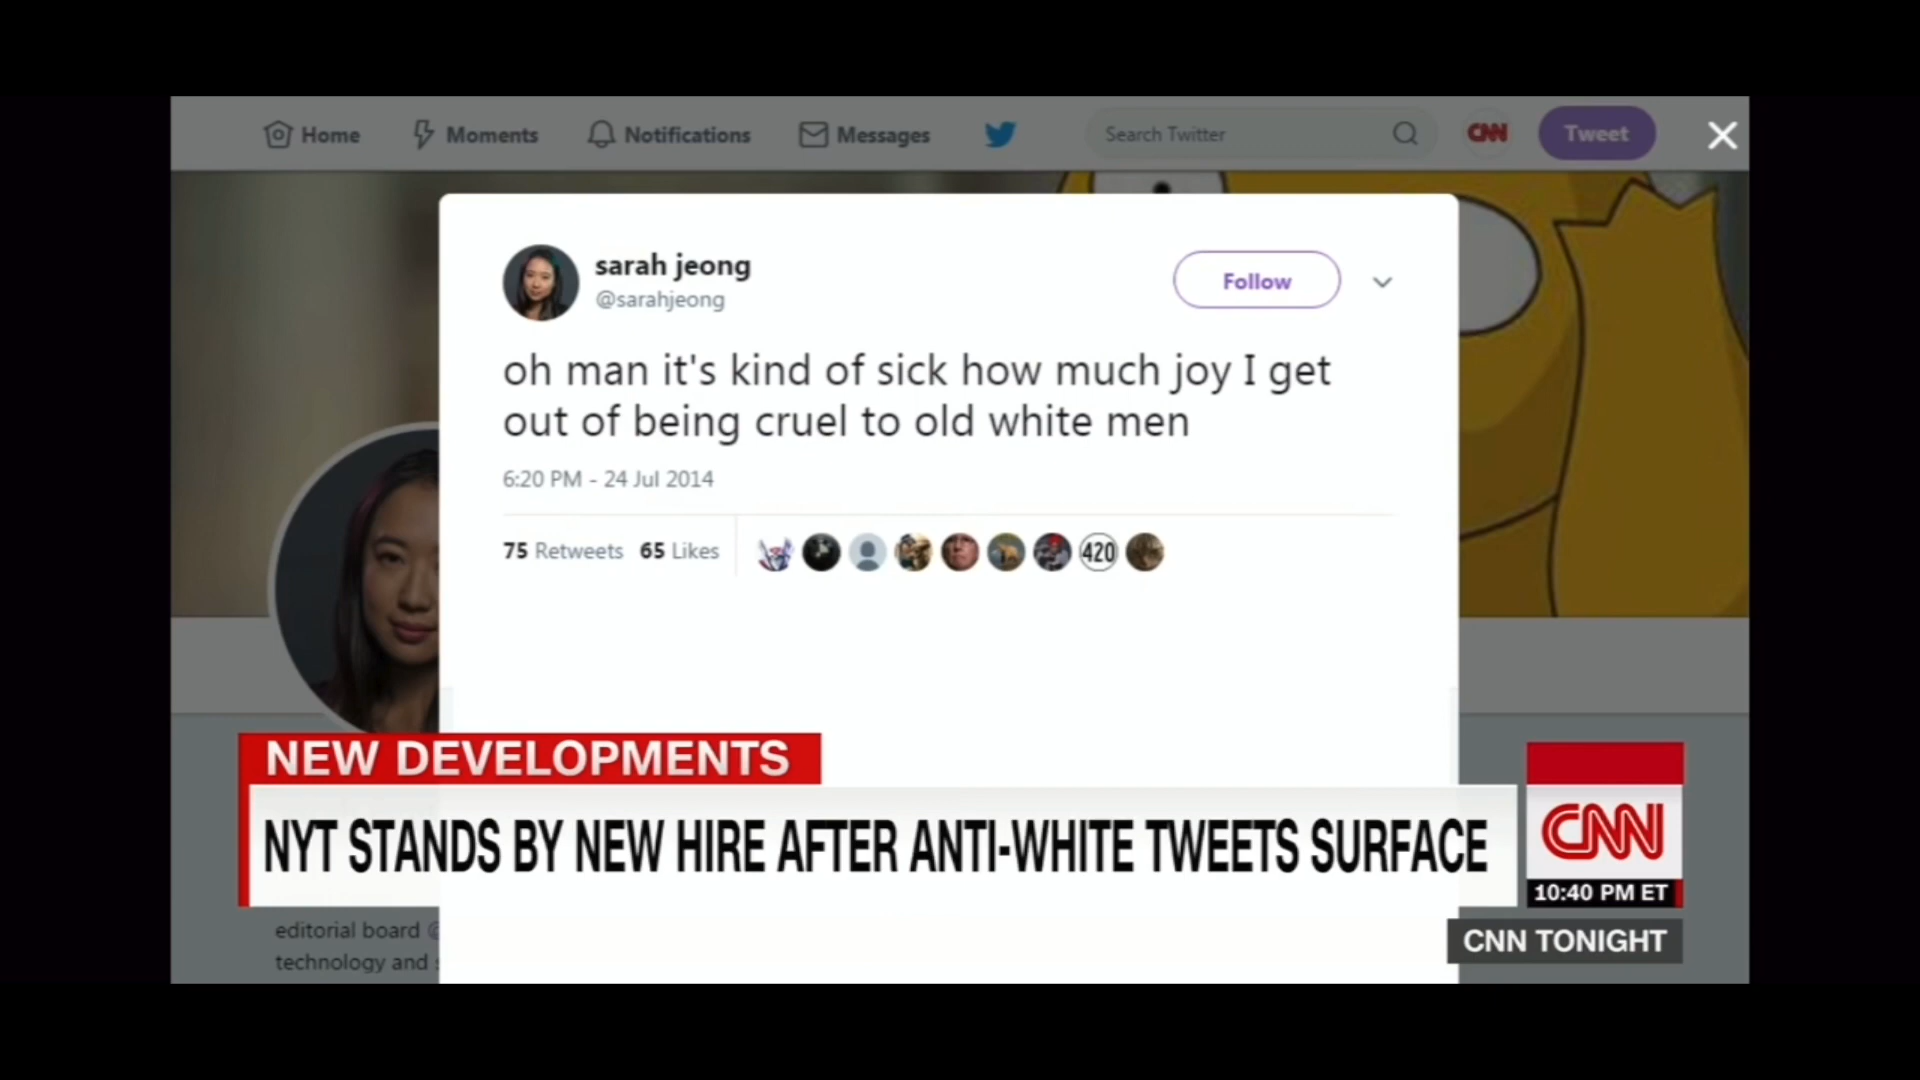 Home Moments Notifications Messages Search Twitter CNN Tweet
sarah jeong
@sarahjeong
Follow
oh man it's kind of sick how much joy I get
out of being cruel to old white men
6:20 PM - 24 Jul 2014
75 Retweets 65 Likes 420
NEW DEVELOPMENTS
NYT STANDS BY NEW HIRE AFTER ANTI-WHITE TWEETS SURFACE
CNN
10:40 PM ET
editorial board
technology and
CNN TONIGHT